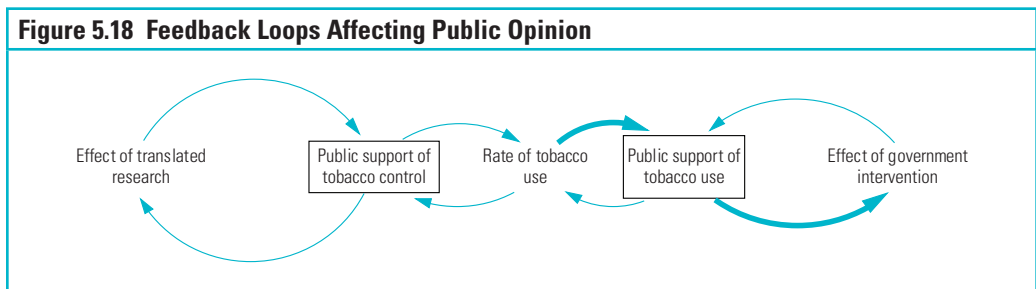 Figure 5.18 Feedback Loops Affecting Public Opinion
Effect of translated
research
Public support of
tobacco control
Rate of tobacco
use
Public support of
tobacco use
Effect of government
intervention